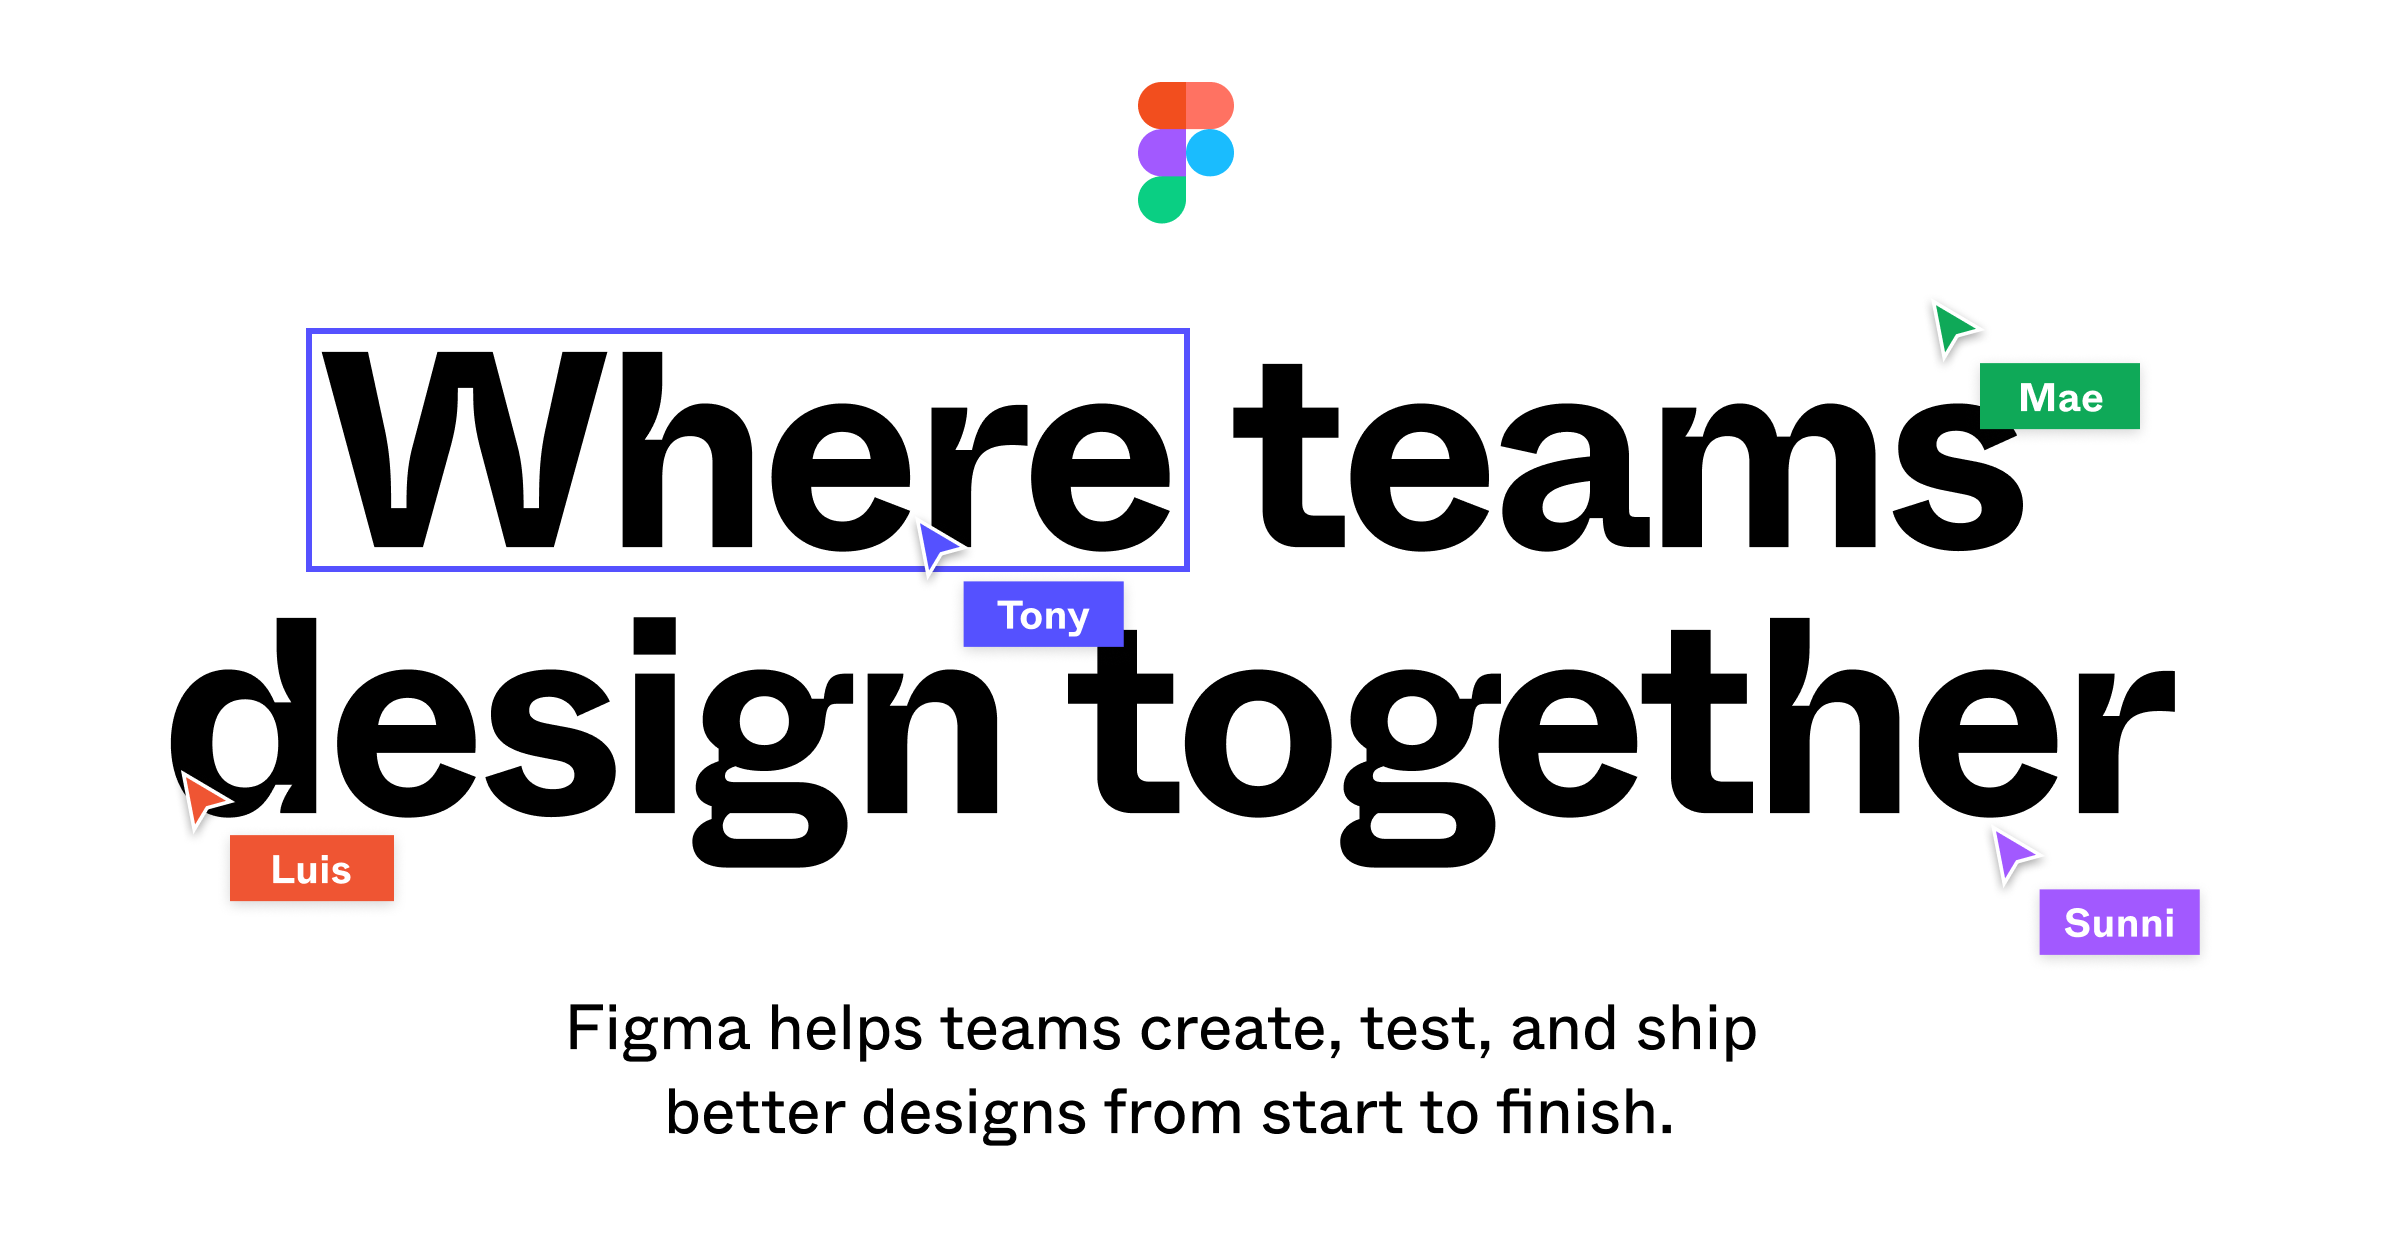 Where teams
Mae
Tony
design together
Luis
Sunni
Figma helps teams create, test, and ship
better designs from start to finish.